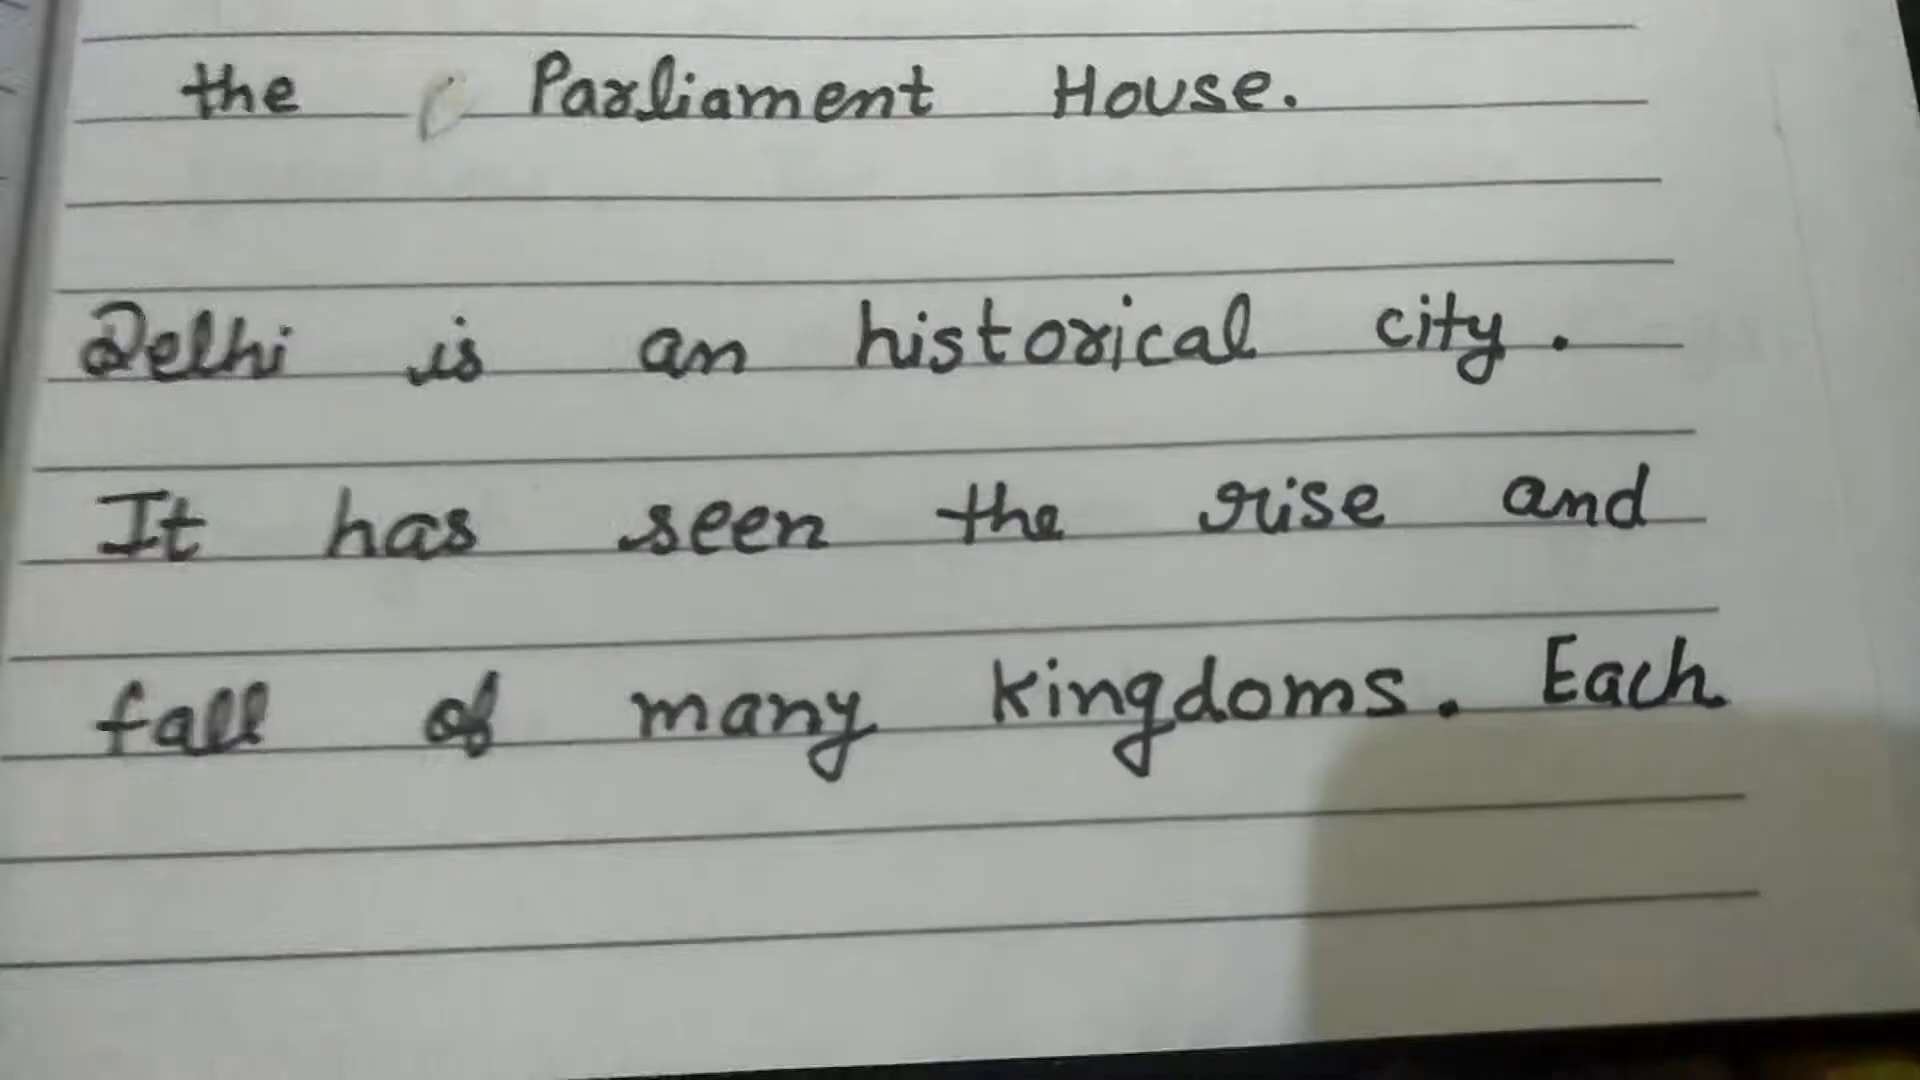 the Parliament House.
Delhi is an historical city.
It has seen the rise and
fall of many kingdoms. Each